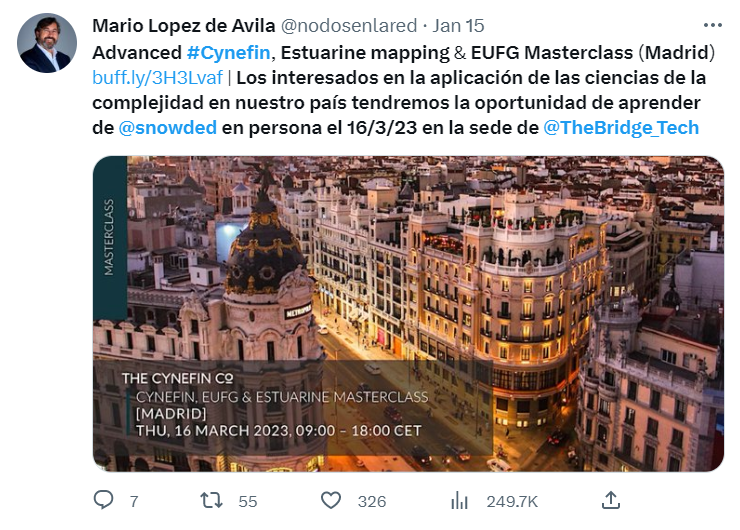 Mario Lopez de Avila @nodosenlared · Jan 15
Advanced #Cynefin, Estuarine mapping & EUFG Masterclass (Madrid)
buff.ly/3H3Lvaf | Los interesados en la aplicación de las ciencias de la
complejidad en nuestro país tendremos la oportunidad de aprender
de @snowded en persona el 16/3/23 en la sede de @TheBridge_Tech
MASTERCLASS
METROPOLIS
THE CYNEFIN Cº
CYNEFIN, EUFG & ESTUARINE MASTERCLASS
[MADRID]
THU, 16 MARCH 2023, 09:00 – 18:00 CET
7 55 326 249.7K